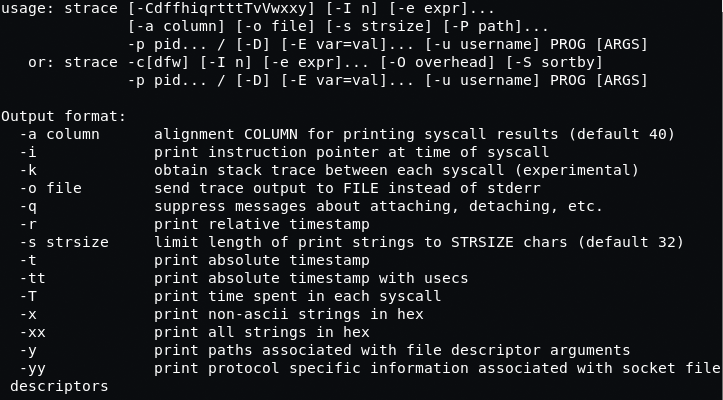 usage: strace [-CdffhiqrtttTvVwxxy] [-I n] [-e expr]...
              [-a column] [-o file] [-s strsize] [-P path]...
              -p pid... / [-D] [-E var=val]... [-u username] PROG [ARGS]
   or: strace -c[dfw] [-I n] [-e expr]... [-O overhead] [-S sortby]
              -p pid... / [-D] [-E var=val]... [-u username] PROG [ARGS]

Output format:
  -a column      alignment COLUMN for printing syscall results (default 40)
  -i             print instruction pointer at time of syscall
  -k             obtain stack trace between each syscall (experimental)
  -o file        send trace output to FILE instead of stderr
  -q             suppress messages about attaching, detaching, etc.
  -r             print relative timestamp
  -s strsize     limit length of print strings to STRSIZE chars (default 32)
  -t             print absolute timestamp
  -tt            print absolute timestamp with usecs
  -T             print time spent in each syscall
  -x             print non-ascii strings in hex
  -xx            print all strings in hex
  -y             print paths associated with file descriptor arguments
  -yy            print protocol specific information associated with socket file
 descriptors